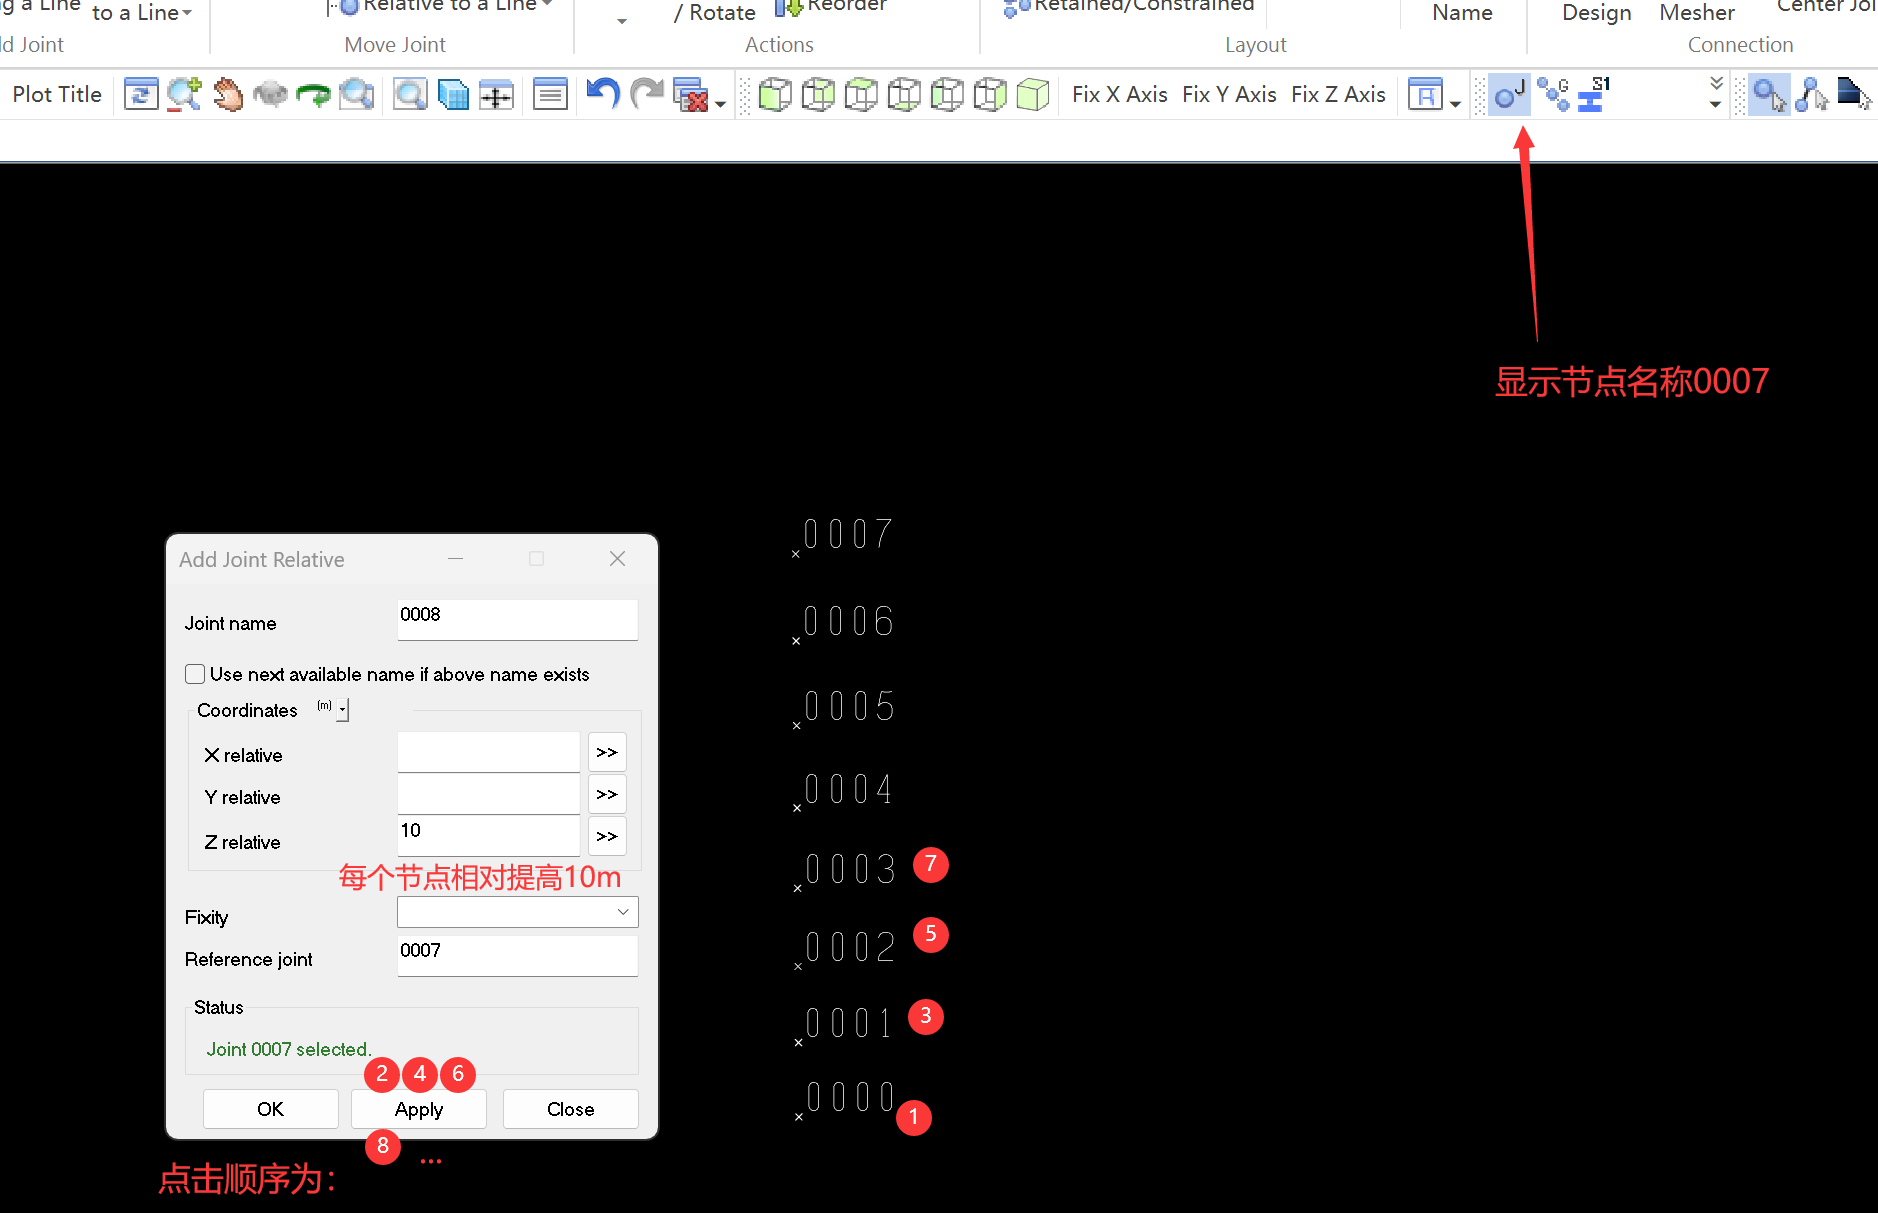 g a Line
to a Line
Relative to a Line
/ Rotate
Reorder
Retained/Constrained
Name
Design
Mesher
Center Joi
d Joint
Move Joint
Actions
Layout
Connection
Plot Title
Fix X Axis
Fix Y Axis
Fix Z Axis
J
G
S1
显示节点名称0007
0007
0006
0005
0004
0003
7
0002
5
0001
3
0000
1
Add Joint Relative
Joint name
0008
Use next available name if above name exists
Coordinates
(m)
X relative
>>
Y relative
>>
Z relative
10
>>
每个节点相对提高10m
Fixity
Reference joint
0007
Status
Joint 0007 selected.
2
4
6
OK
Apply
Close
8
...
点击顺序为：